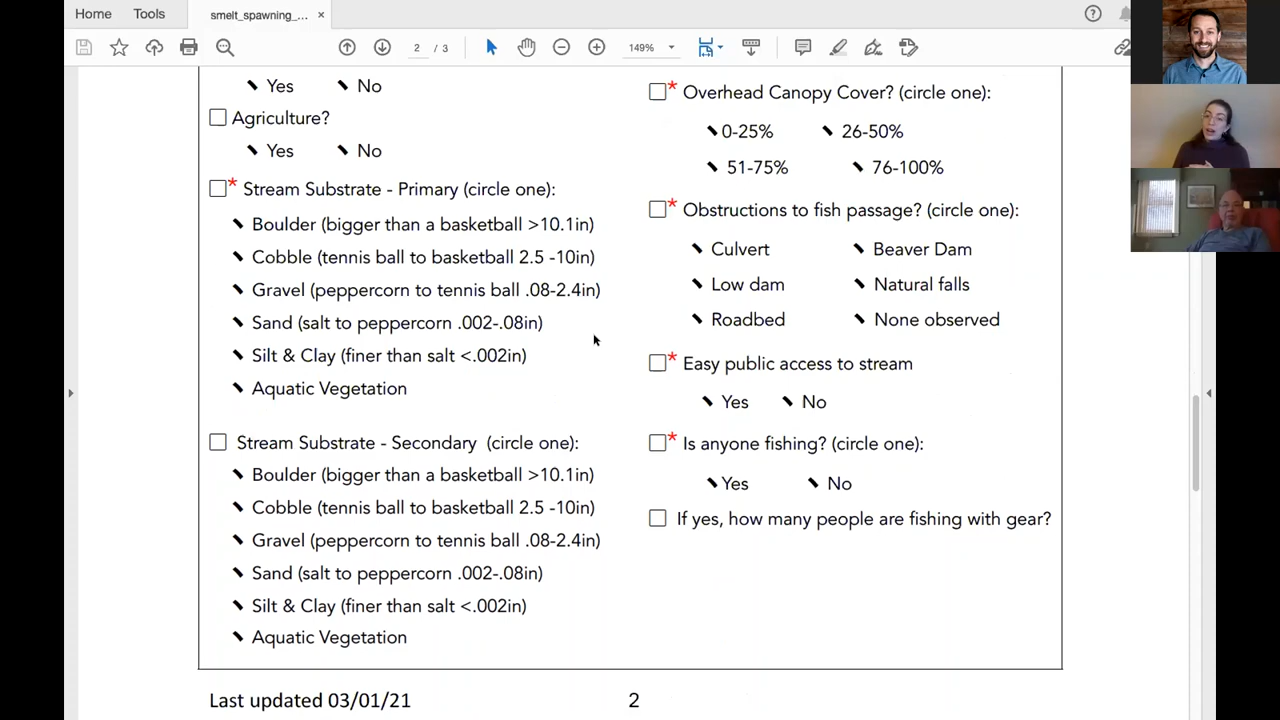 Home Tools smelt_spawning_... ×
2 / 3 149%
Yes No
Agriculture?
Yes No
* Stream Substrate - Primary (circle one):
Boulder (bigger than a basketball >10.1in)
Cobble (tennis ball to basketball 2.5 -10in)
Gravel (peppercorn to tennis ball .08-2.4in)
Sand (salt to peppercorn .002-.08in)
Silt & Clay (finer than salt <.002in)
Aquatic Vegetation
Stream Substrate - Secondary (circle one):
Boulder (bigger than a basketball >10.1in)
Cobble (tennis ball to basketball 2.5 -10in)
Gravel (peppercorn to tennis ball .08-2.4in)
Sand (salt to peppercorn .002-.08in)
Silt & Clay (finer than salt <.002in)
Aquatic Vegetation
* Overhead Canopy Cover? (circle one):
0-25% 26-50%
51-75% 76-100%
* Obstructions to fish passage? (circle one):
Culvert Beaver Dam
Low dam Natural falls
Roadbed None observed
* Easy public access to stream
Yes No
* Is anyone fishing? (circle one):
Yes No
If yes, how many people are fishing with gear?
Last updated 03/01/21 2